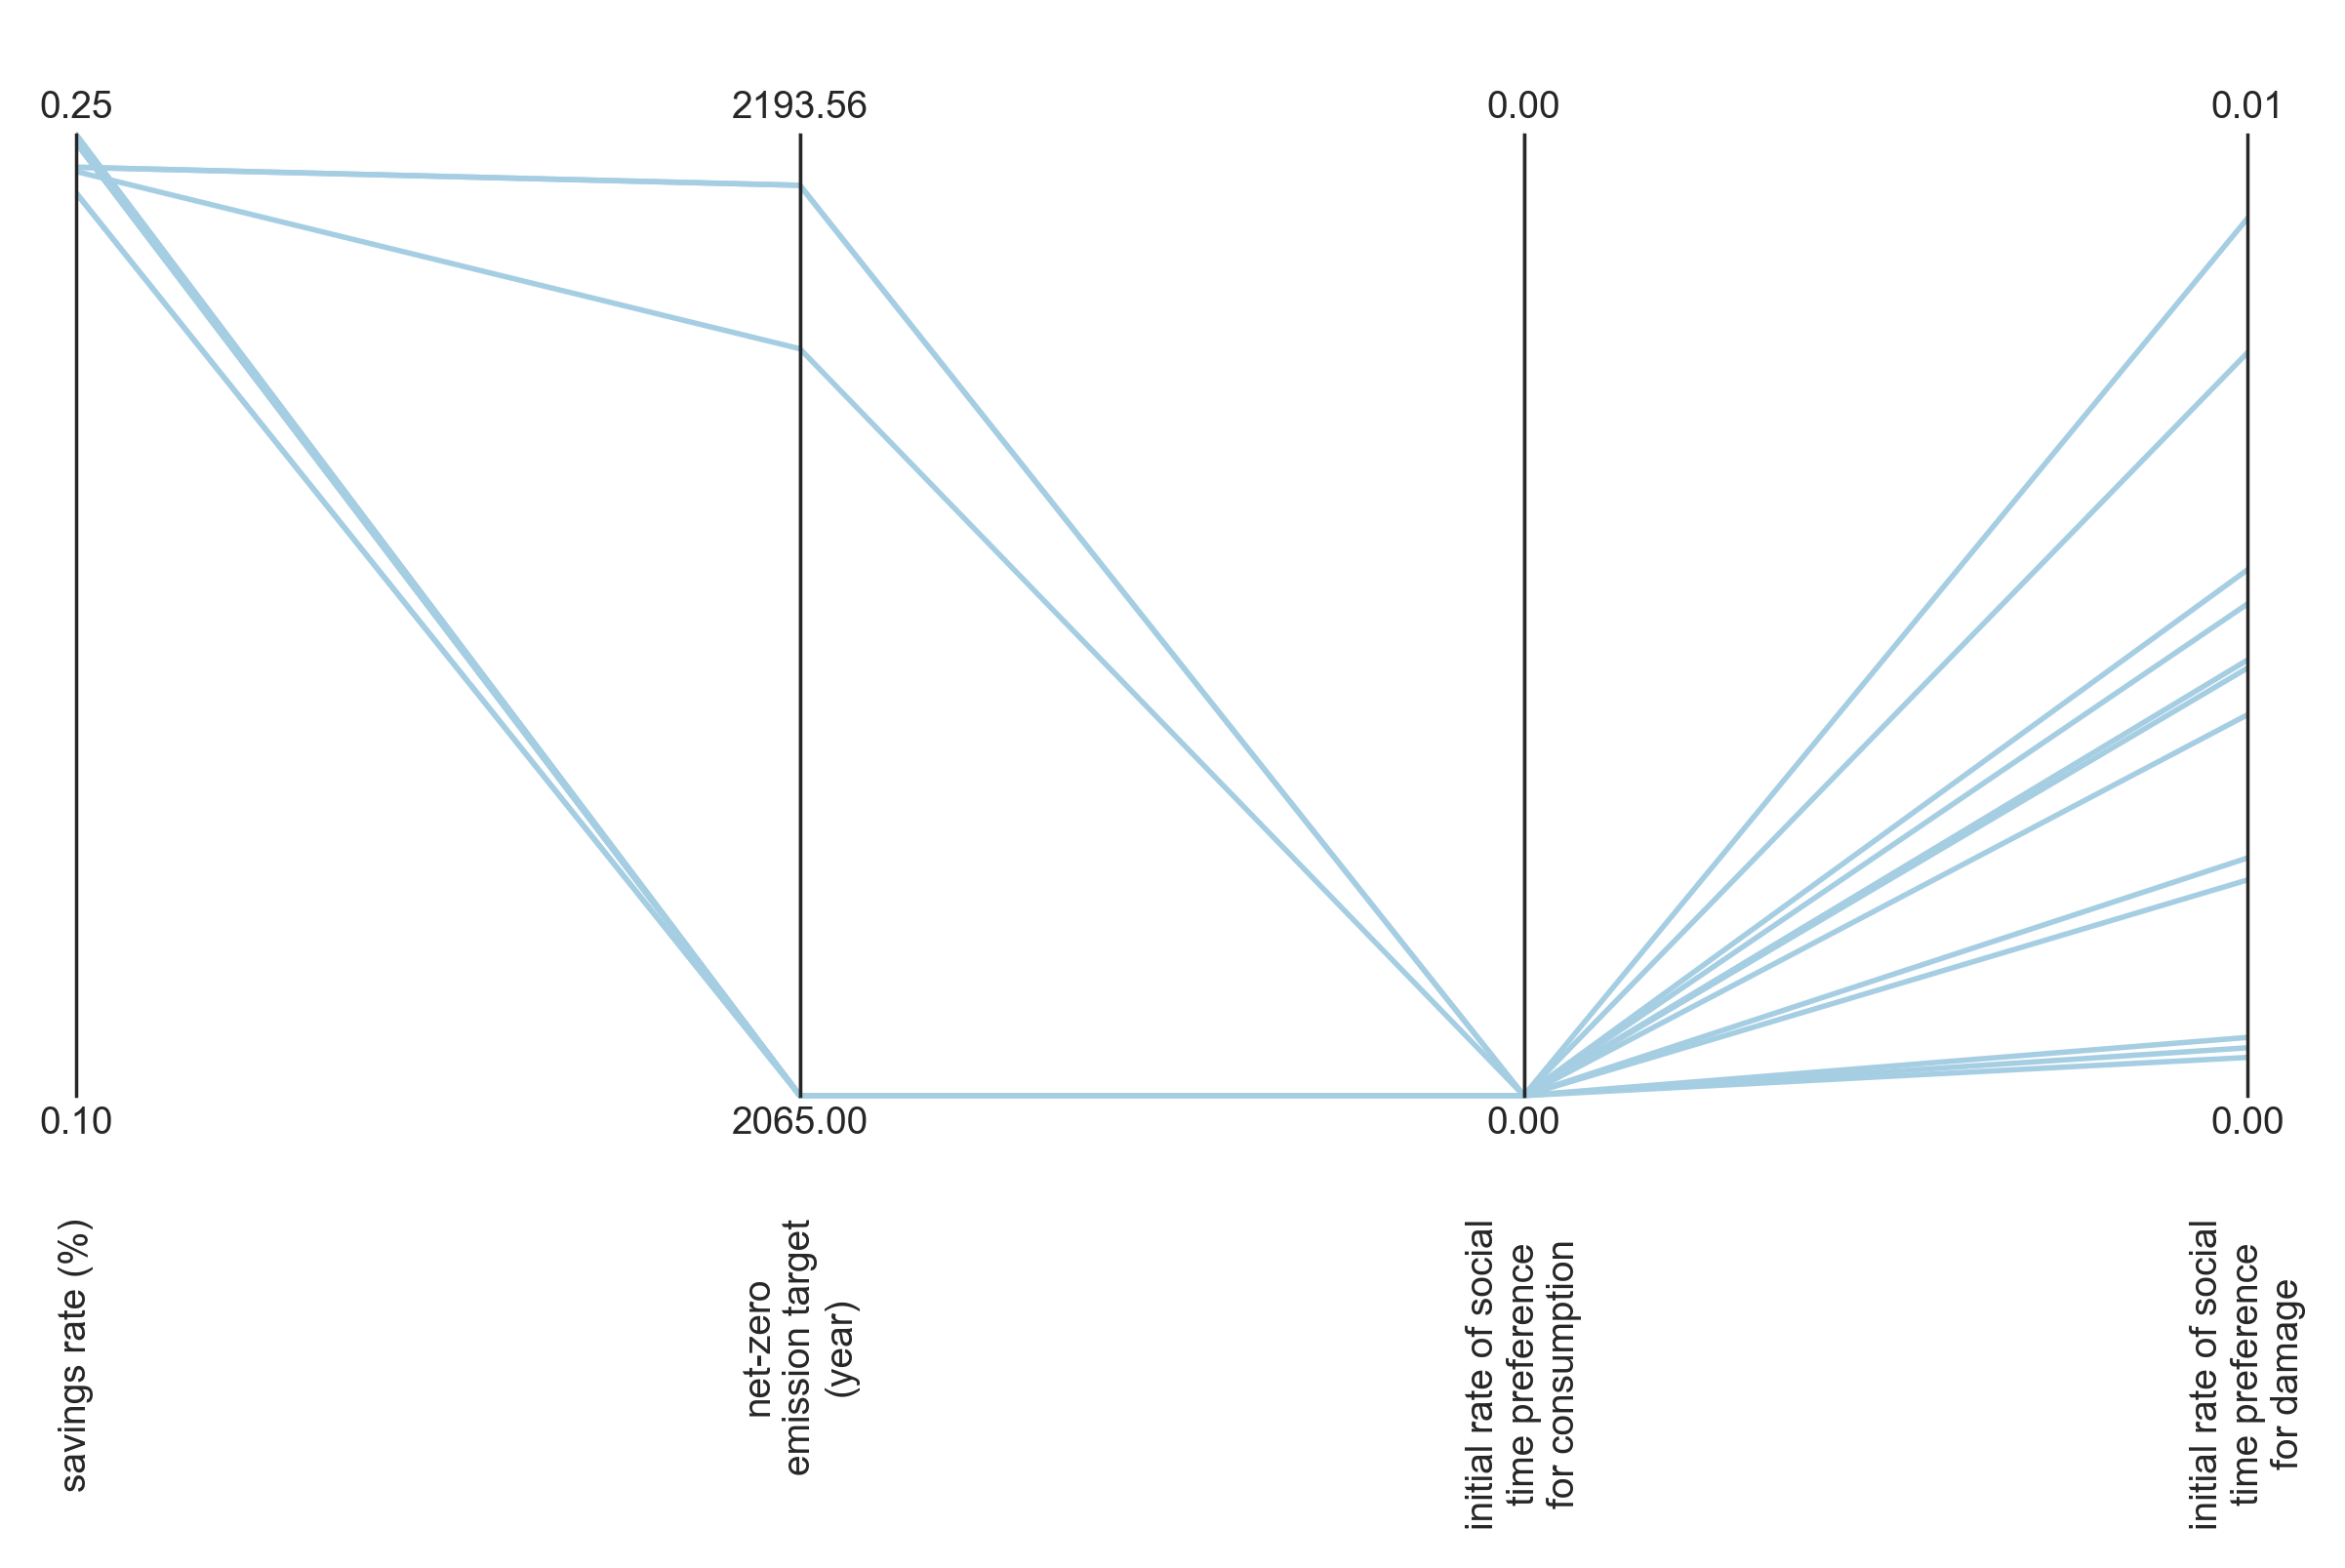 0.25
2193.56
0.00
0.01
0.10
2065.00
0.00
0.00
savings rate (%)
net-zero
emission target
(year)
initial rate of social
time preference
for consumption
initial rate of social
time preference
for damage